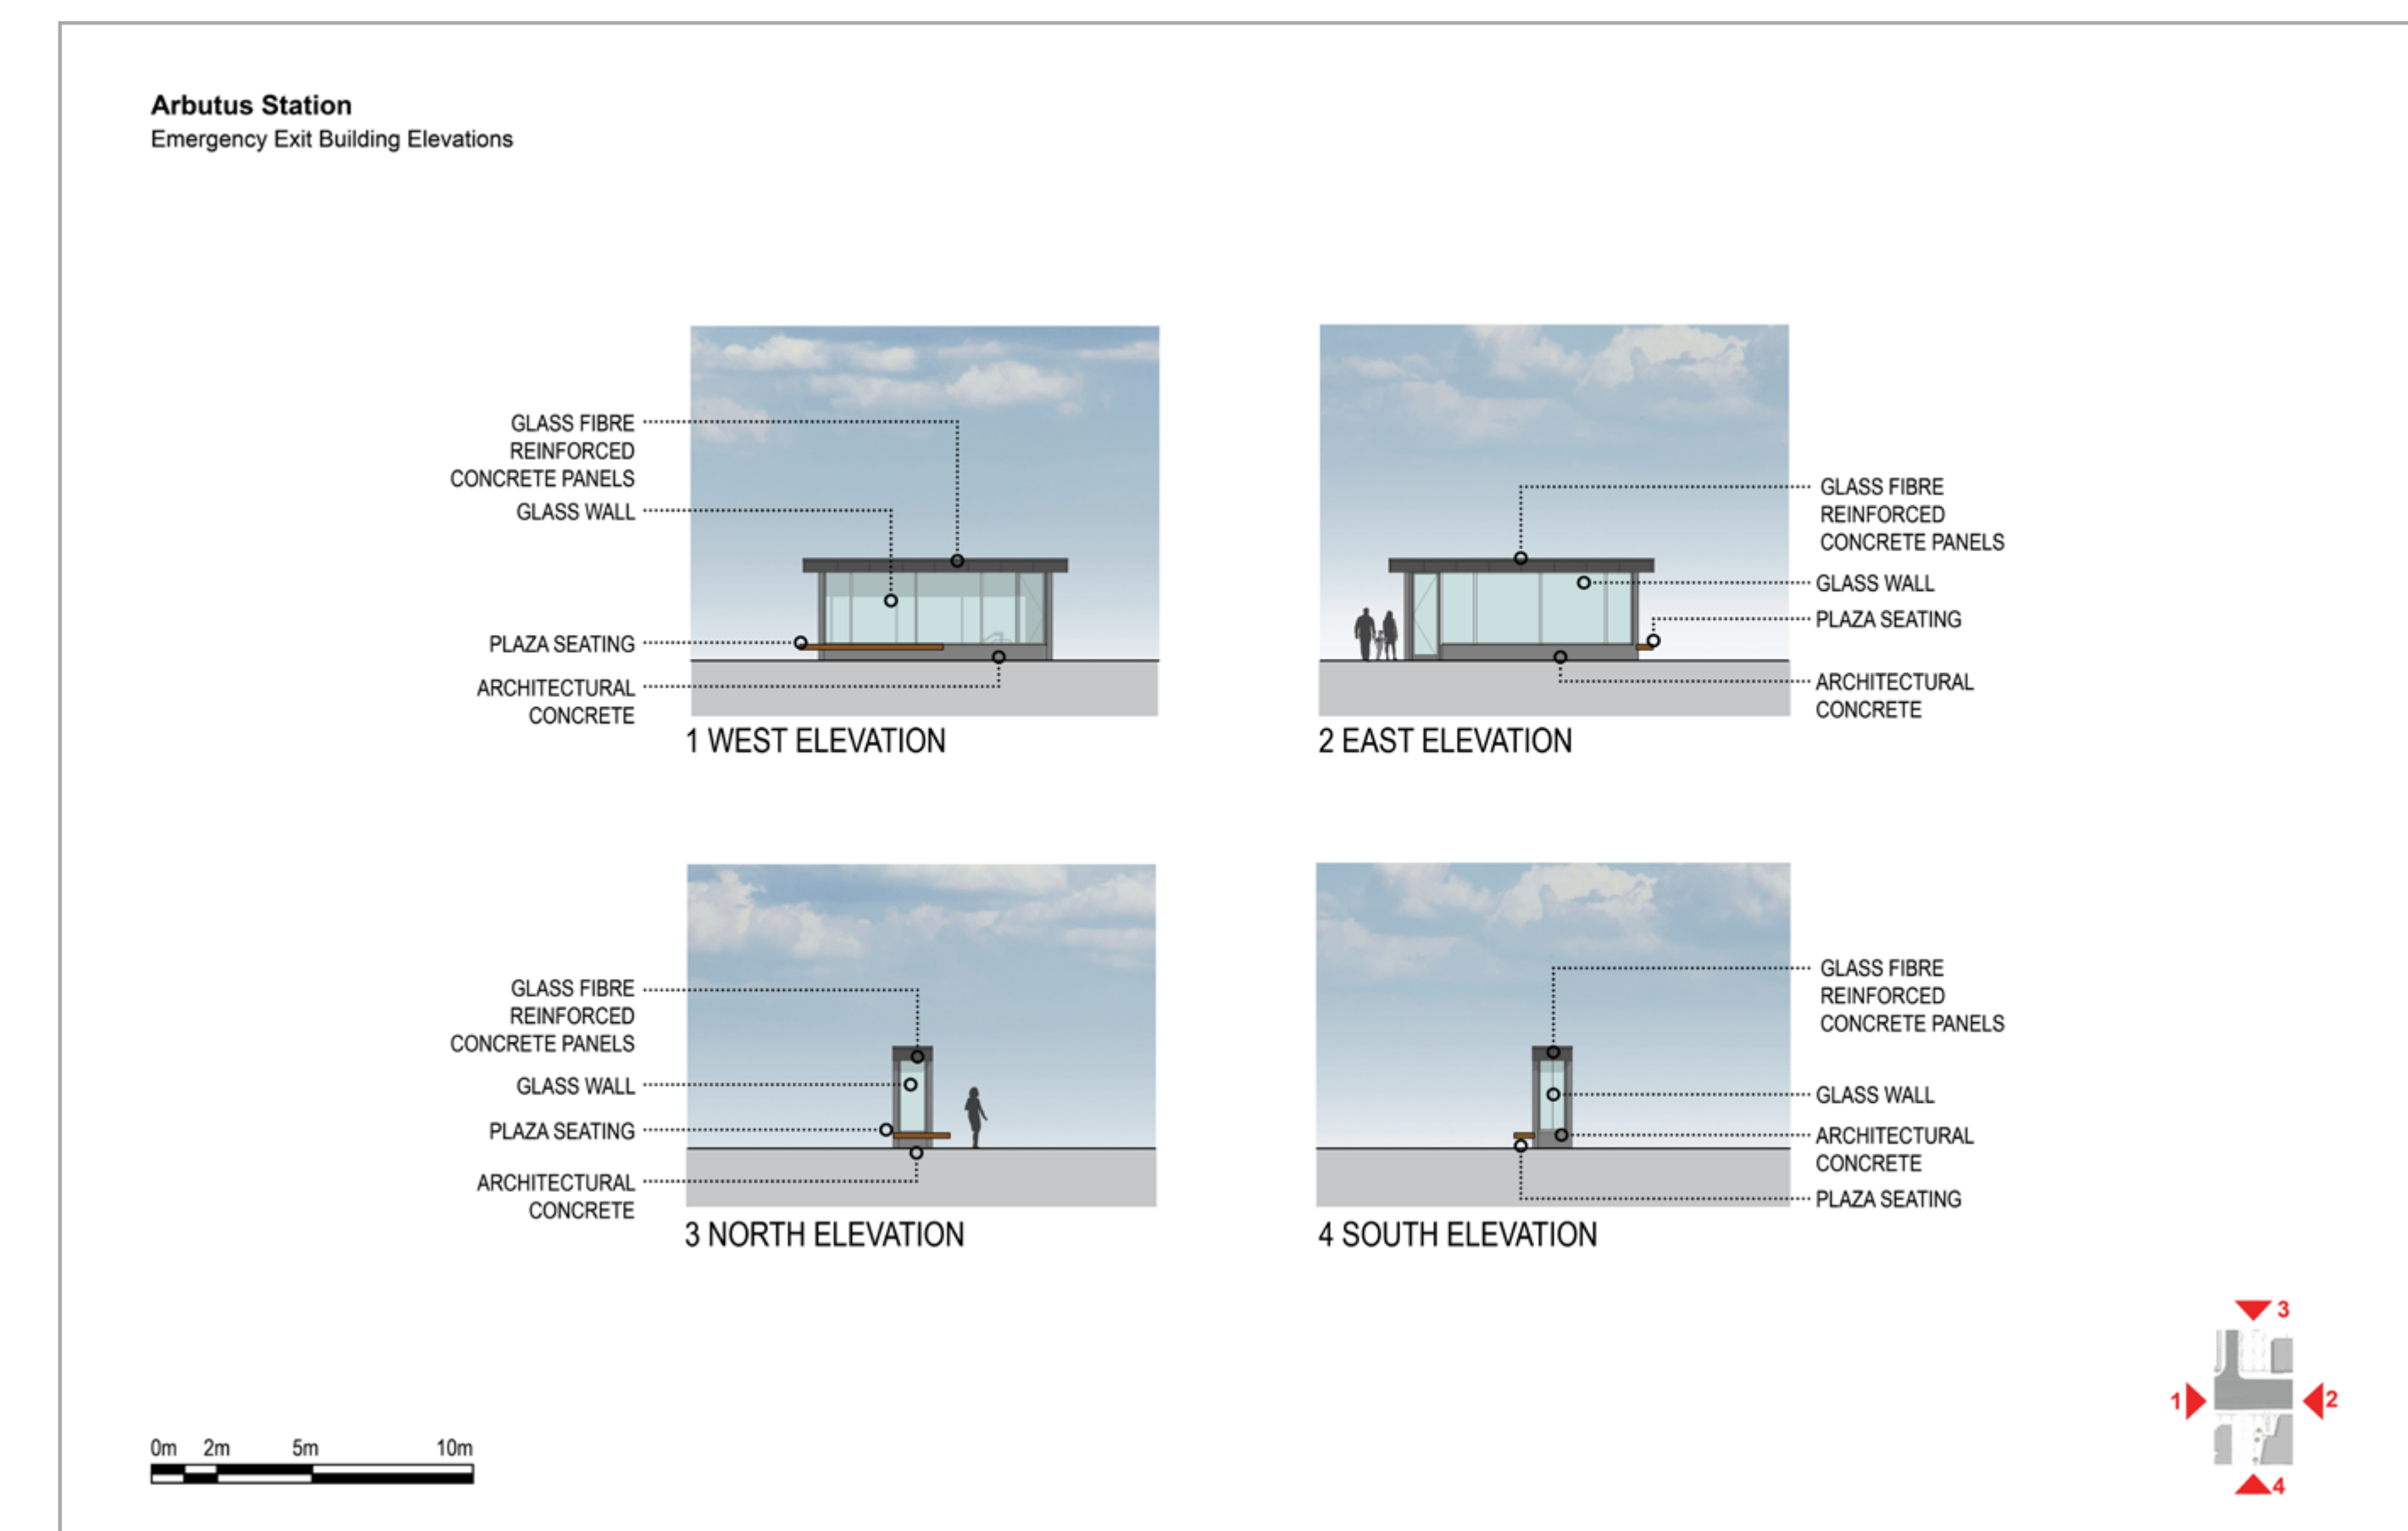 Arbutus Station
Emergency Exit Building Elevations
GLASS FIBRE
REINFORCED
CONCRETE PANELS
GLASS WALL
PLAZA SEATING
ARCHITECTURAL
CONCRETE
1 WEST ELEVATION
GLASS FIBRE
REINFORCED
CONCRETE PANELS
GLASS WALL
PLAZA SEATING
ARCHITECTURAL
CONCRETE
2 EAST ELEVATION
GLASS FIBRE
REINFORCED
CONCRETE PANELS
GLASS WALL
PLAZA SEATING
ARCHITECTURAL
CONCRETE
3 NORTH ELEVATION
GLASS FIBRE
REINFORCED
CONCRETE PANELS
GLASS WALL
ARCHITECTURAL
CONCRETE
PLAZA SEATING
4 SOUTH ELEVATION
0m 2m 5m 10m
3
1 2
4